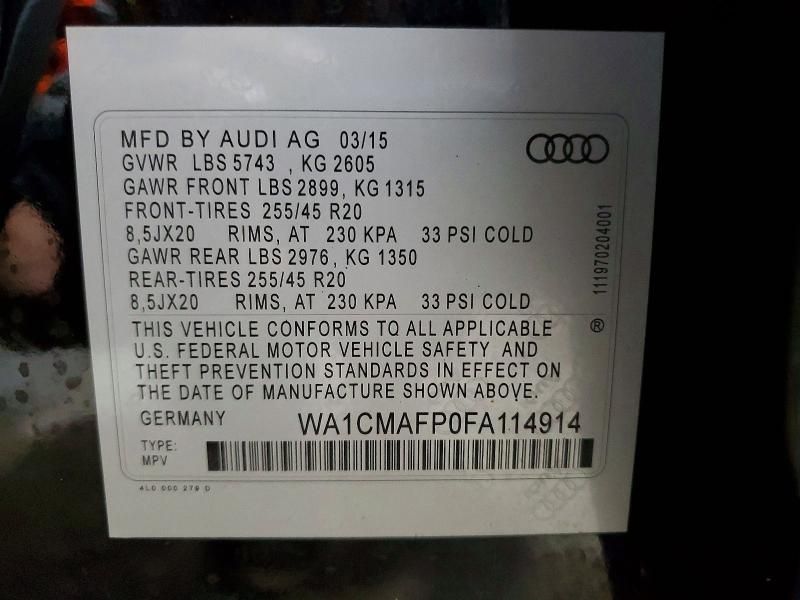 MFD BY AUDI AG 03/15
GVWR LBS 5743 , KG 2605
GAWR FRONT LBS 2899, KG 1315
FRONT-TIRES 255/45 R20
8,5JX20 RIMS, AT 230 KPA 33 PSI COLD
GAWR REAR LBS 2976, KG 1350
REAR-TIRES 255/45 R20
8,5JX20 RIMS, AT 230 KPA 33 PSI COLD
111970204001
®
THIS VEHICLE CONFORMS TO ALL APPLICABLE
U.S. FEDERAL MOTOR VEHICLE SAFETY AND
THEFT PREVENTION STANDARDS IN EFFECT ON
THE DATE OF MANUFACTURE SHOWN ABOVE.
GERMANY WA1CMAFP0FA114914
TYPE:
MPV
4L0 000 279 D